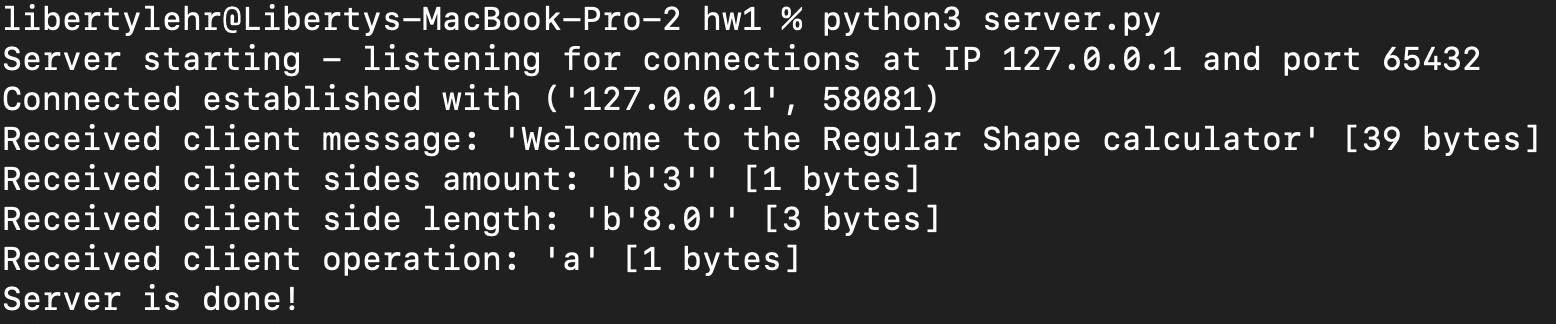 libertylehr@Libertys-MacBook-Pro-2 hw1 % python3 server.py
Server starting - listening for connections at IP 127.0.0.1 and port 65432
Connected established with ('127.0.0.1', 58081)
Received client message: 'Welcome to the Regular Shape calculator' [39 bytes]
Received client sides amount: 'b'3'' [1 bytes]
Received client side length: 'b'8.0'' [3 bytes]
Received client operation: 'a' [1 bytes]
Server is done!